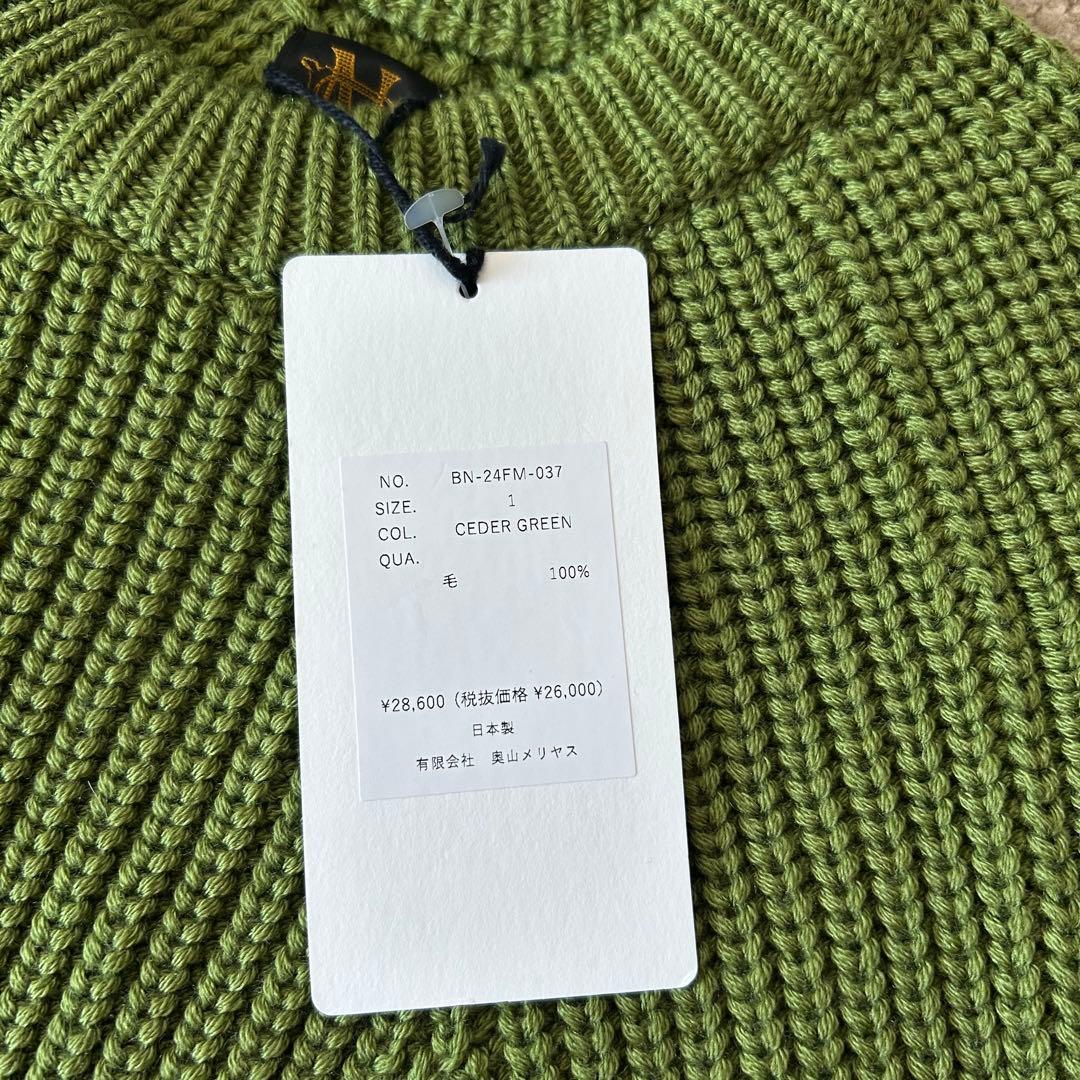 NO. BN-24FM-037
SIZE. 1
COL. CEDER GREEN
QUA.
毛 100%
¥28,600 (税抜価格 ¥26,000)
日本製
有限会社 奥山メリヤス